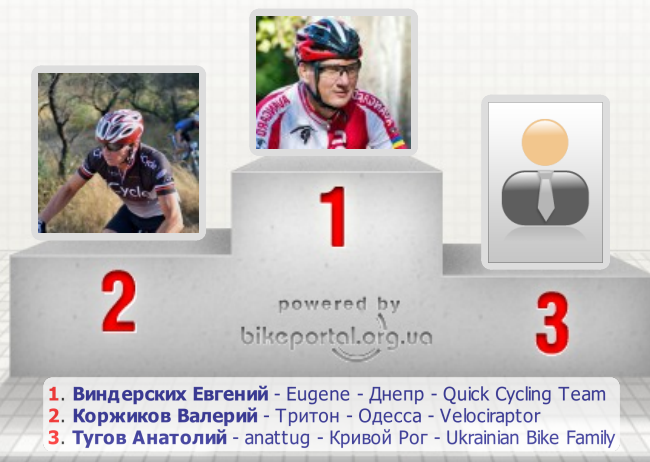 1
2
3
powered by
bikeportal.org.ua
1. Виндерских Евгений - Eugene - Днепр - Quick Cycling Team
2. Коржиков Валерий - Тритон - Одесса - Velociraptor
3. Тугов Анатолий - anattug - Кривой Рог - Ukrainian Bike Family